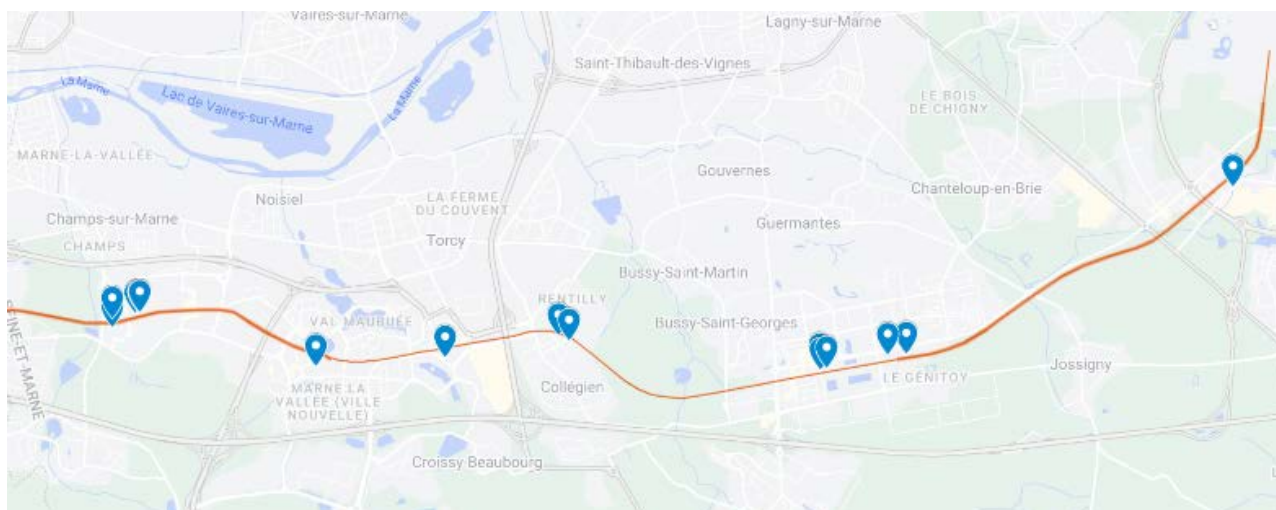 Vaires-sur-Marne
Lagny-sur-Marne
Saint-Thibault-des-Vignes
La Marne
Lac de Vaires-sur-Marne
La Marne
LE BOIS
DE CHIGNY
MARNE-LA-VALLÉE
Gouvernes
Chanteloup-en-Brie
Noisiel
LA FERME
DU COUVENT
Champs-sur-Marne
CHAMPS
Torcy
Guermantes
Bussy-Saint-Martin
RENTILLY
SEINE-ET-MARNE
VAL MAUBUÉE
Bussy-Saint-Georges
Jossigny
LE GÉNITOY
MARNE LA
VALLÉE (VILLE
NOUVELLE)
Collégien
Croissy Beaubourg